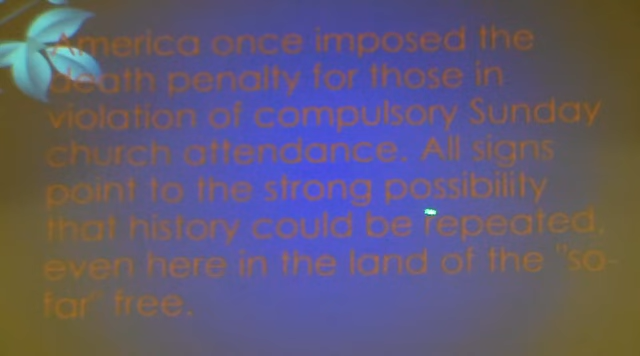 America once imposed the
death penalty for those in
violation of compulsory Sunday
church attendance. All signs
point to the strong possibility
that history could be repeated,
even here in the land of the "so-
far" free.